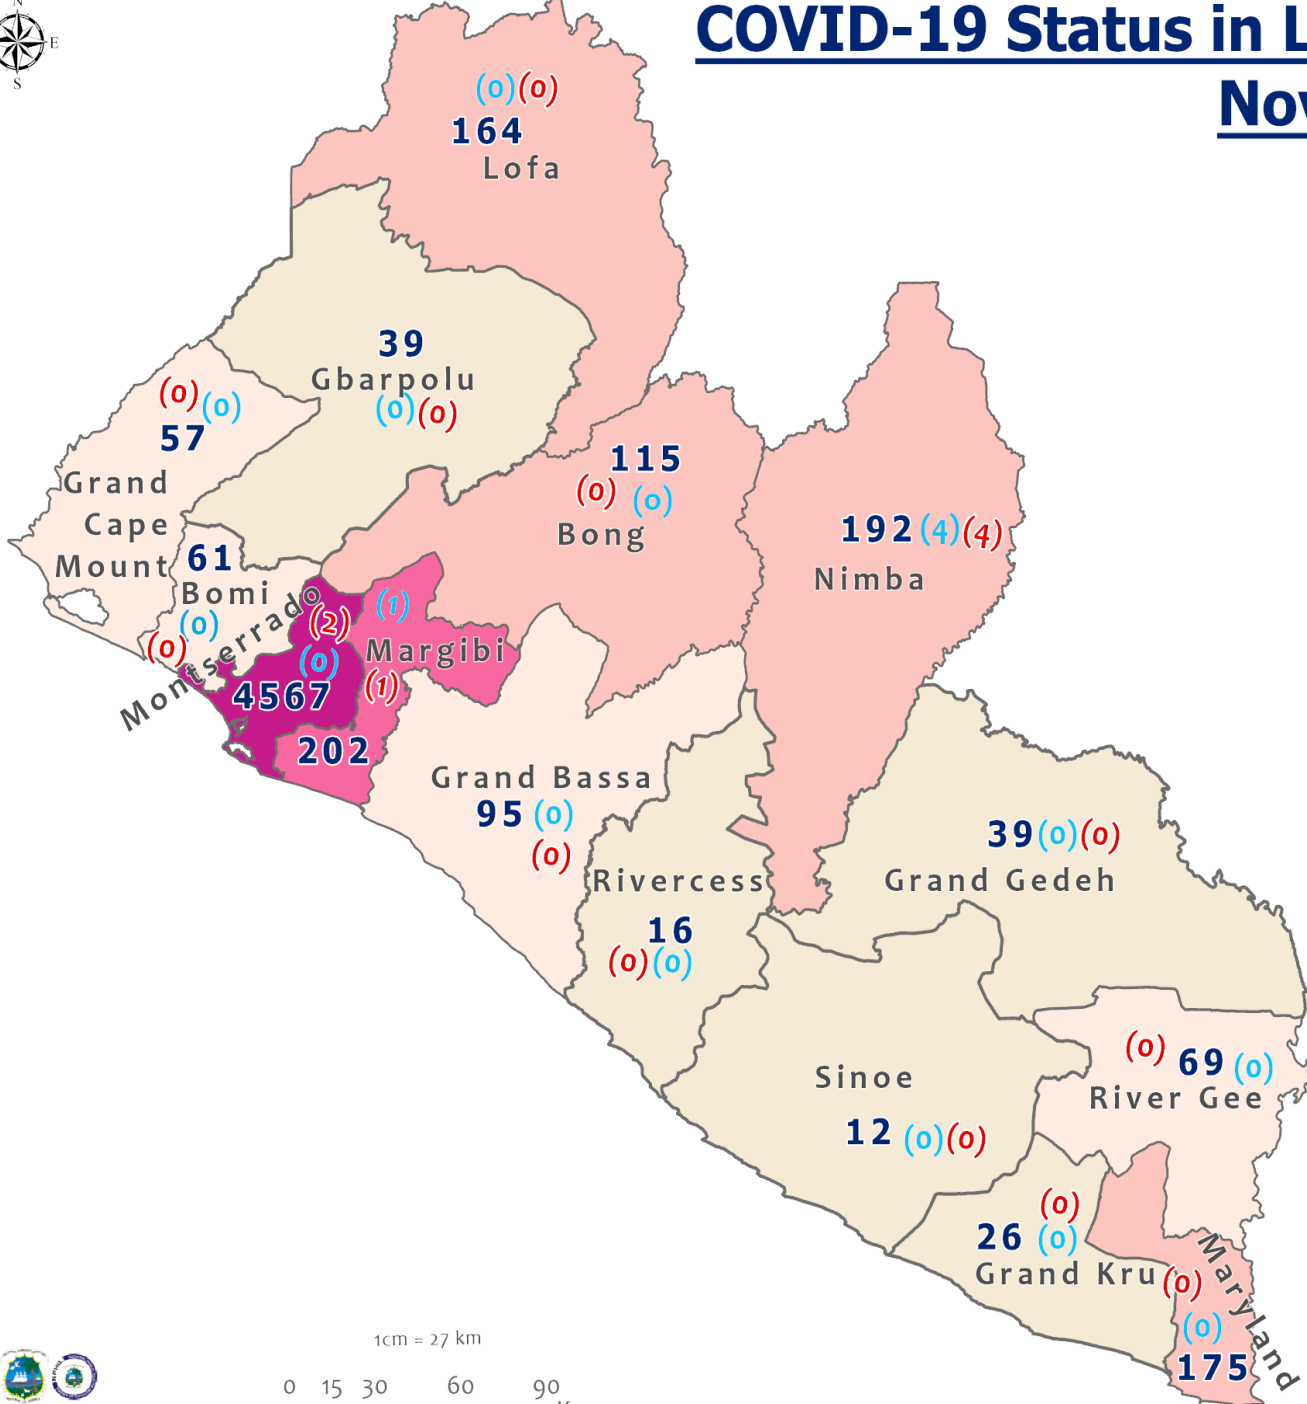 N
E
S
COVID-19 Status in L
Nov
(0)(0)
164
Lofa
39
Gbarpolu
(0)(0)
(0)(0)
57
Grand
Cape
Mount
115
(0) (0)
Bong
192(4)(4)
Nimba
61
Bomi
(0)
(0)
Montserrado
(2)
(0)
4567
(1)
Margibi
(1)
202
Grand Bassa
95(0)
(0)
Rivercess
16
(0)(0)
39(0)(0)
Grand Gedeh
Sinoe
12 (0)(0)
(0) 69 (0)
River Gee
(0)
26 (0)
Grand Kru
Maryland
(0)
(0)
175
1cm = 27 km
0 15 30 60 90